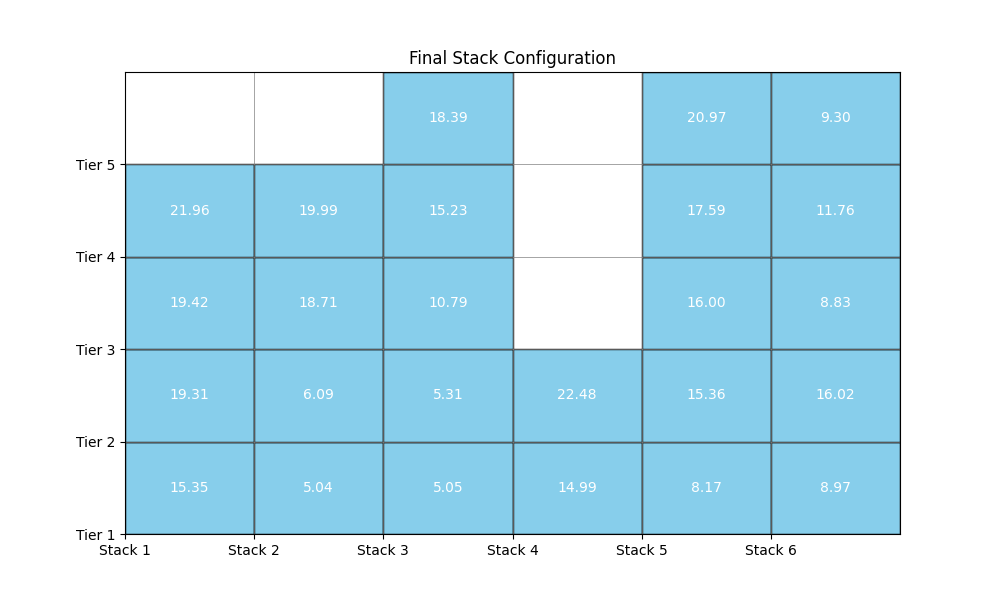 Final Stack Configuration
18.39 20.97 9.30
Tier 5
21.96 19.99 15.23 17.59 11.76
Tier 4
19.42 18.71 10.79 16.00 8.83
Tier 3
19.31 6.09 5.31 22.48 15.36 16.02
Tier 2
15.35 5.04 5.05 14.99 8.17 8.97
Tier 1
Stack 1 Stack 2 Stack 3 Stack 4 Stack 5 Stack 6